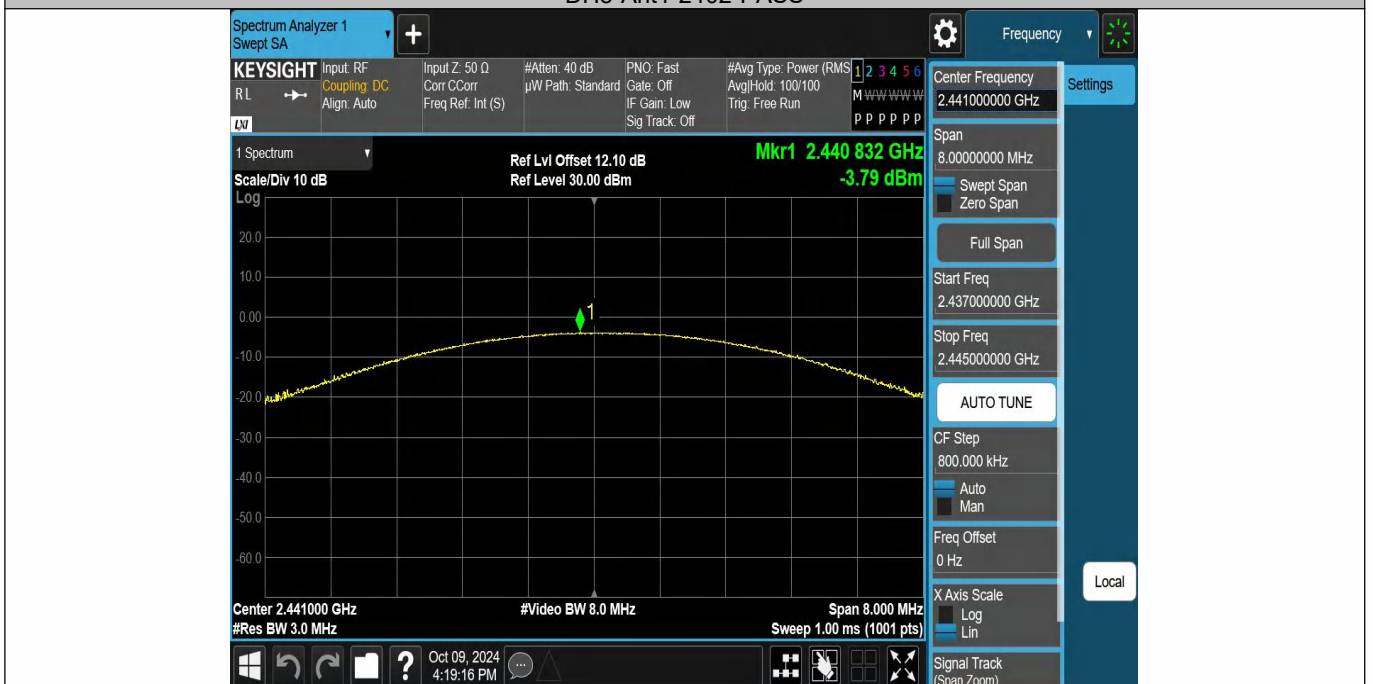 Spectrum Analyzer 1
Swept SA
Frequency
KEYSIGHT
RL
LXI
Input: RF
Coupling: DC
Align: Auto
Input Z: 50 Ω
Corr CCorr
Freq Ref: Int (S)
#Atten: 40 dB
µW Path: Standard
PNO: Fast
Gate: Off
IF Gain: Low
Sig Track: Off
#Avg Type: Power (RMS
Avg|Hold: 100/100
Trig: Free Run
1 2 3 4 5 6
M W W W W W
P P P P P P
1 Spectrum
Scale/Div 10 dB
Log
Ref Lvl Offset 12.10 dB
Ref Level 30.00 dBm
Mkr1 2.440 832 GHz
-3.79 dBm
20.0
10.0
0.00
-10.0
-20.0
-30.0
-40.0
-50.0
-60.0
1
Center 2.441000 GHz
#Res BW 3.0 MHz
#Video BW 8.0 MHz
Span 8.000 MHz
Sweep 1.00 ms (1001 pts)
Center Frequency
2.441000000 GHz
Settings
Span
8.00000000 MHz
Swept Span
Zero Span
Full Span
Start Freq
2.437000000 GHz
Stop Freq
2.445000000 GHz
AUTO TUNE
CF Step
800.000 kHz
Auto
Man
Freq Offset
0 Hz
X Axis Scale
Log
Lin
Local
Signal Track
(Span Zoom)
?
Oct 09, 2024
4:19:16 PM